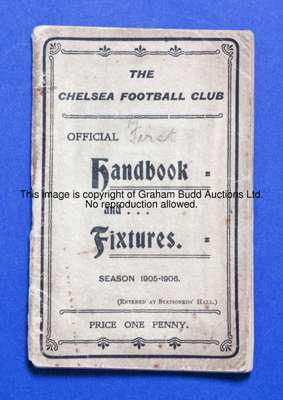 THE
CHELSEA FOOTBALL CLUB
OFFICIAL First
Handbook
This image is copyright of Graham Budd Auctions Ltd.
and . . .
No reproduction allowed.
Fixtures.
SEASON 1905-1906.
(ENTERED AT STATIONERS' HALL.)
PRICE ONE PENNY.